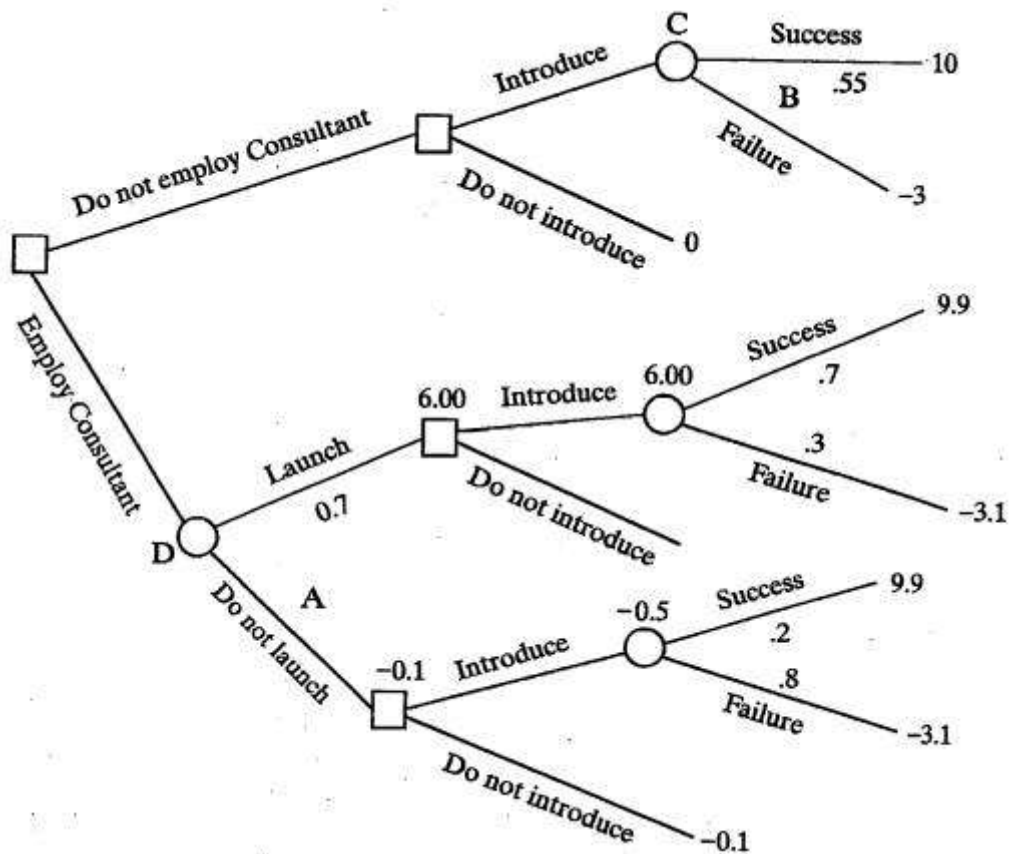 C
Success
10
.55
B
Introduce
Failure
-3
Do not employ Consultant
Do not introduce
0
Employ Consultant
9.9
Success
.7
6.00
Introduce
6.00
.3
Failure
-3.1
Launch
0.7
Do not introduce
D
A
Do not launch
Success
9.9
.2
-0.5
Introduce
-0.1
.8
Failure
-3.1
Do not introduce
-0.1